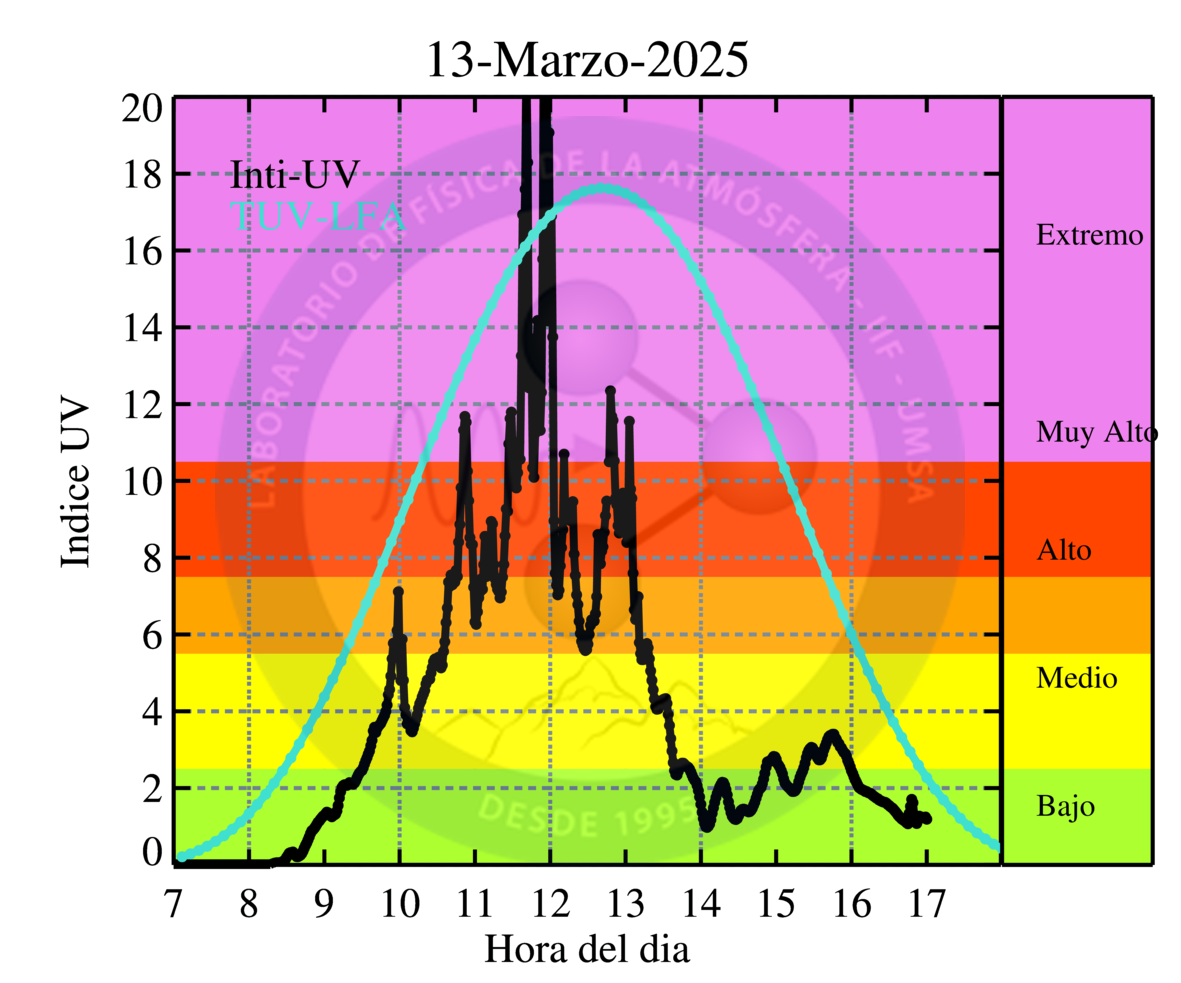 13-Marzo-2025
Inti-UV
TUV-LFA
Indice UV
20
18
16
14
12
10
8
6
4
2
0
7 8 9 10 11 12 13 14 15 16 17
Hora del dia
Extremo
Muy Alto
Alto
Medio
Bajo
LABORATORIO DE FÍSICA DE LA ATMÓSFERA - IIF - UMSA
DESDE 1995